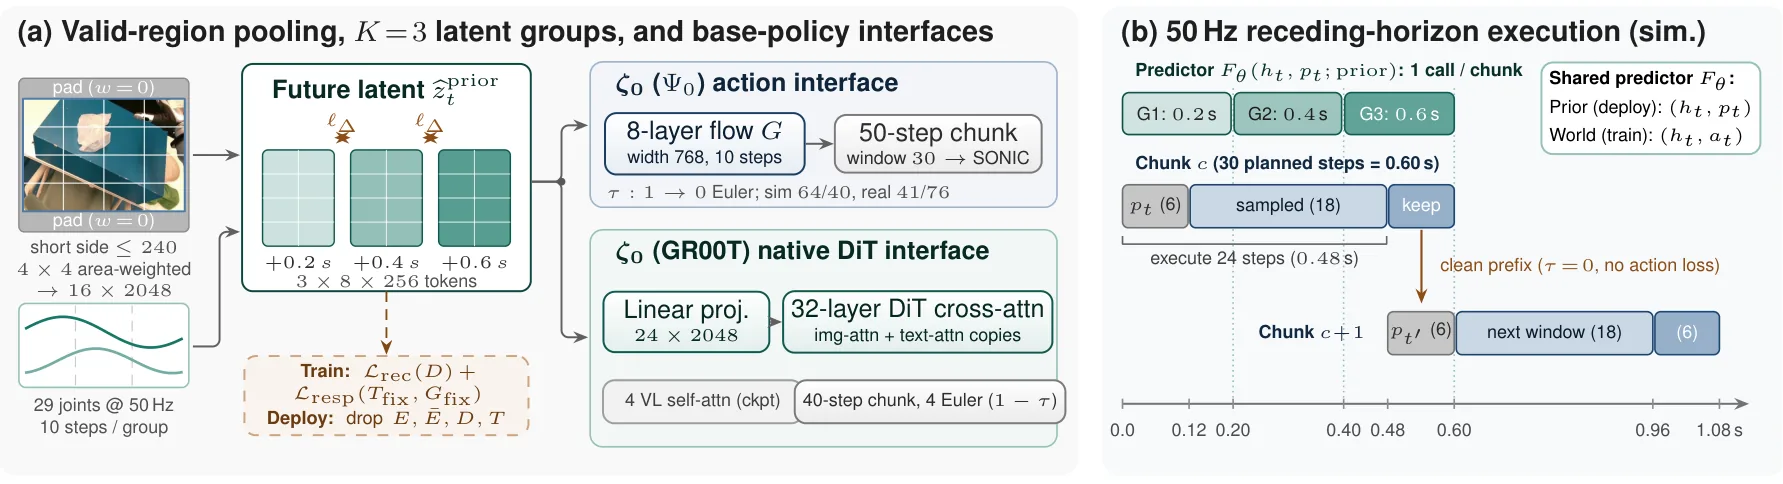 (a) Valid-region pooling, K = 3 latent groups, and base-policy interfaces
pad (w = 0)
pad (w = 0)
short side ≤ 240
4 × 4 area-weighted
→ 16 × 2048
29 joints @ 50 Hz
10 steps / group
Future latent ẑ_t^prior
ℓ_Δ ℓ_Δ
+0.2 s +0.4 s +0.6 s
3 × 8 × 256 tokens
Train: L_rec(D) +
L_resp(T_fix, G_fix)
Deploy: drop E, Ē, D, T
ζ₀ (Ψ₀) action interface
8-layer flow G
width 768, 10 steps
50-step chunk
window 30 → SONIC
τ : 1 → 0 Euler; sim 64/40, real 41/76
ζ₀ (GR00T) native DiT interface
Linear proj.
24 × 2048
32-layer DiT cross-attn
img-attn + text-attn copies
4 VL self-attn (ckpt)
40-step chunk, 4 Euler (1 − τ)
(b) 50 Hz receding-horizon execution (sim.)
Predictor F_θ(h_t, p_t; prior): 1 call / chunk
G1: 0.2 s G2: 0.4 s G3: 0.6 s
Shared predictor F_θ:
Prior (deploy): (h_t, p_t)
World (train): (h_t, a_t)
Chunk c (30 planned steps = 0.60 s)
p_t (6) sampled (18) keep
execute 24 steps (0.48 s)
clean prefix (τ = 0, no action loss)
Chunk c+1
p_t′ (6) next window (18) (6)
0.0 0.12 0.20 0.40 0.48 0.60 0.96 1.08 s